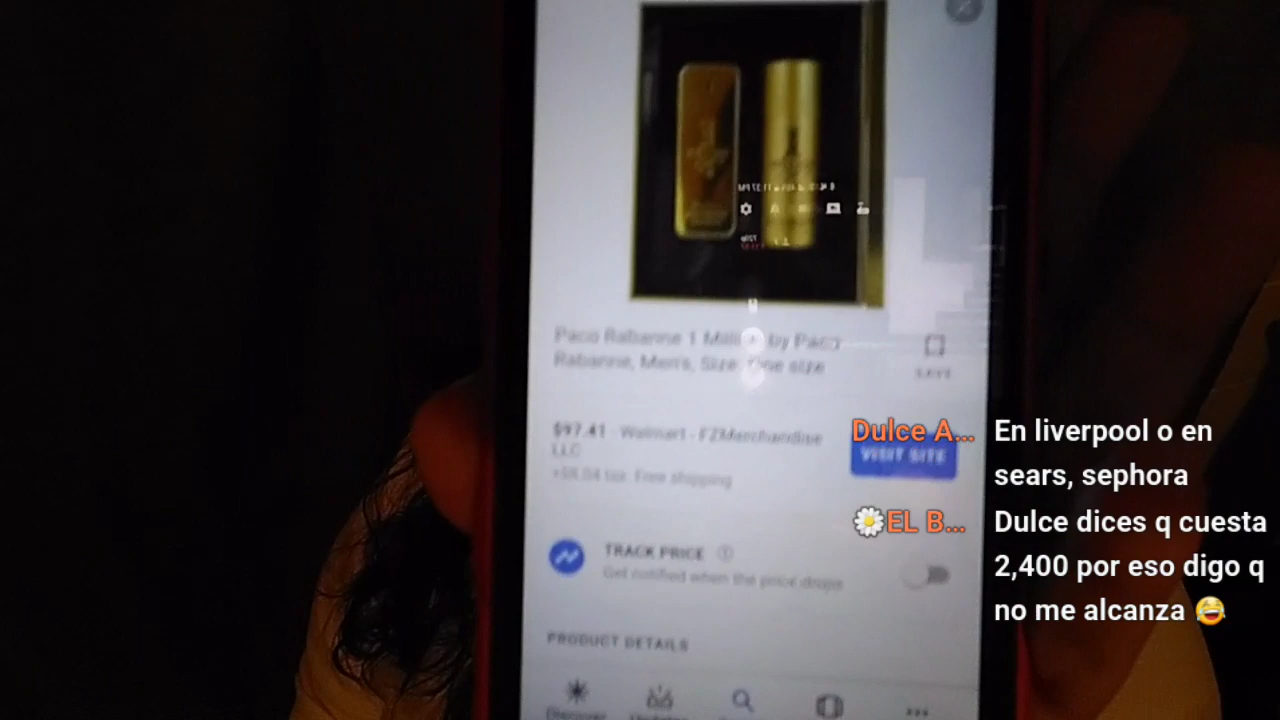 Paco Rabanne 1 Million by Paco
Rabanne, Men's, Size: One size
SAVE
$97.41 · Walmart - FZMerchandise
LLC
VISIT SITE
Free shipping
TRACK PRICE
Get notified when the price drops
PRODUCT DETAILS
Discover
Dulce A... En liverpool o en
sears, sephora
🌼EL B... Dulce dices q cuesta
2,400 por eso digo q
no me alcanza 😂